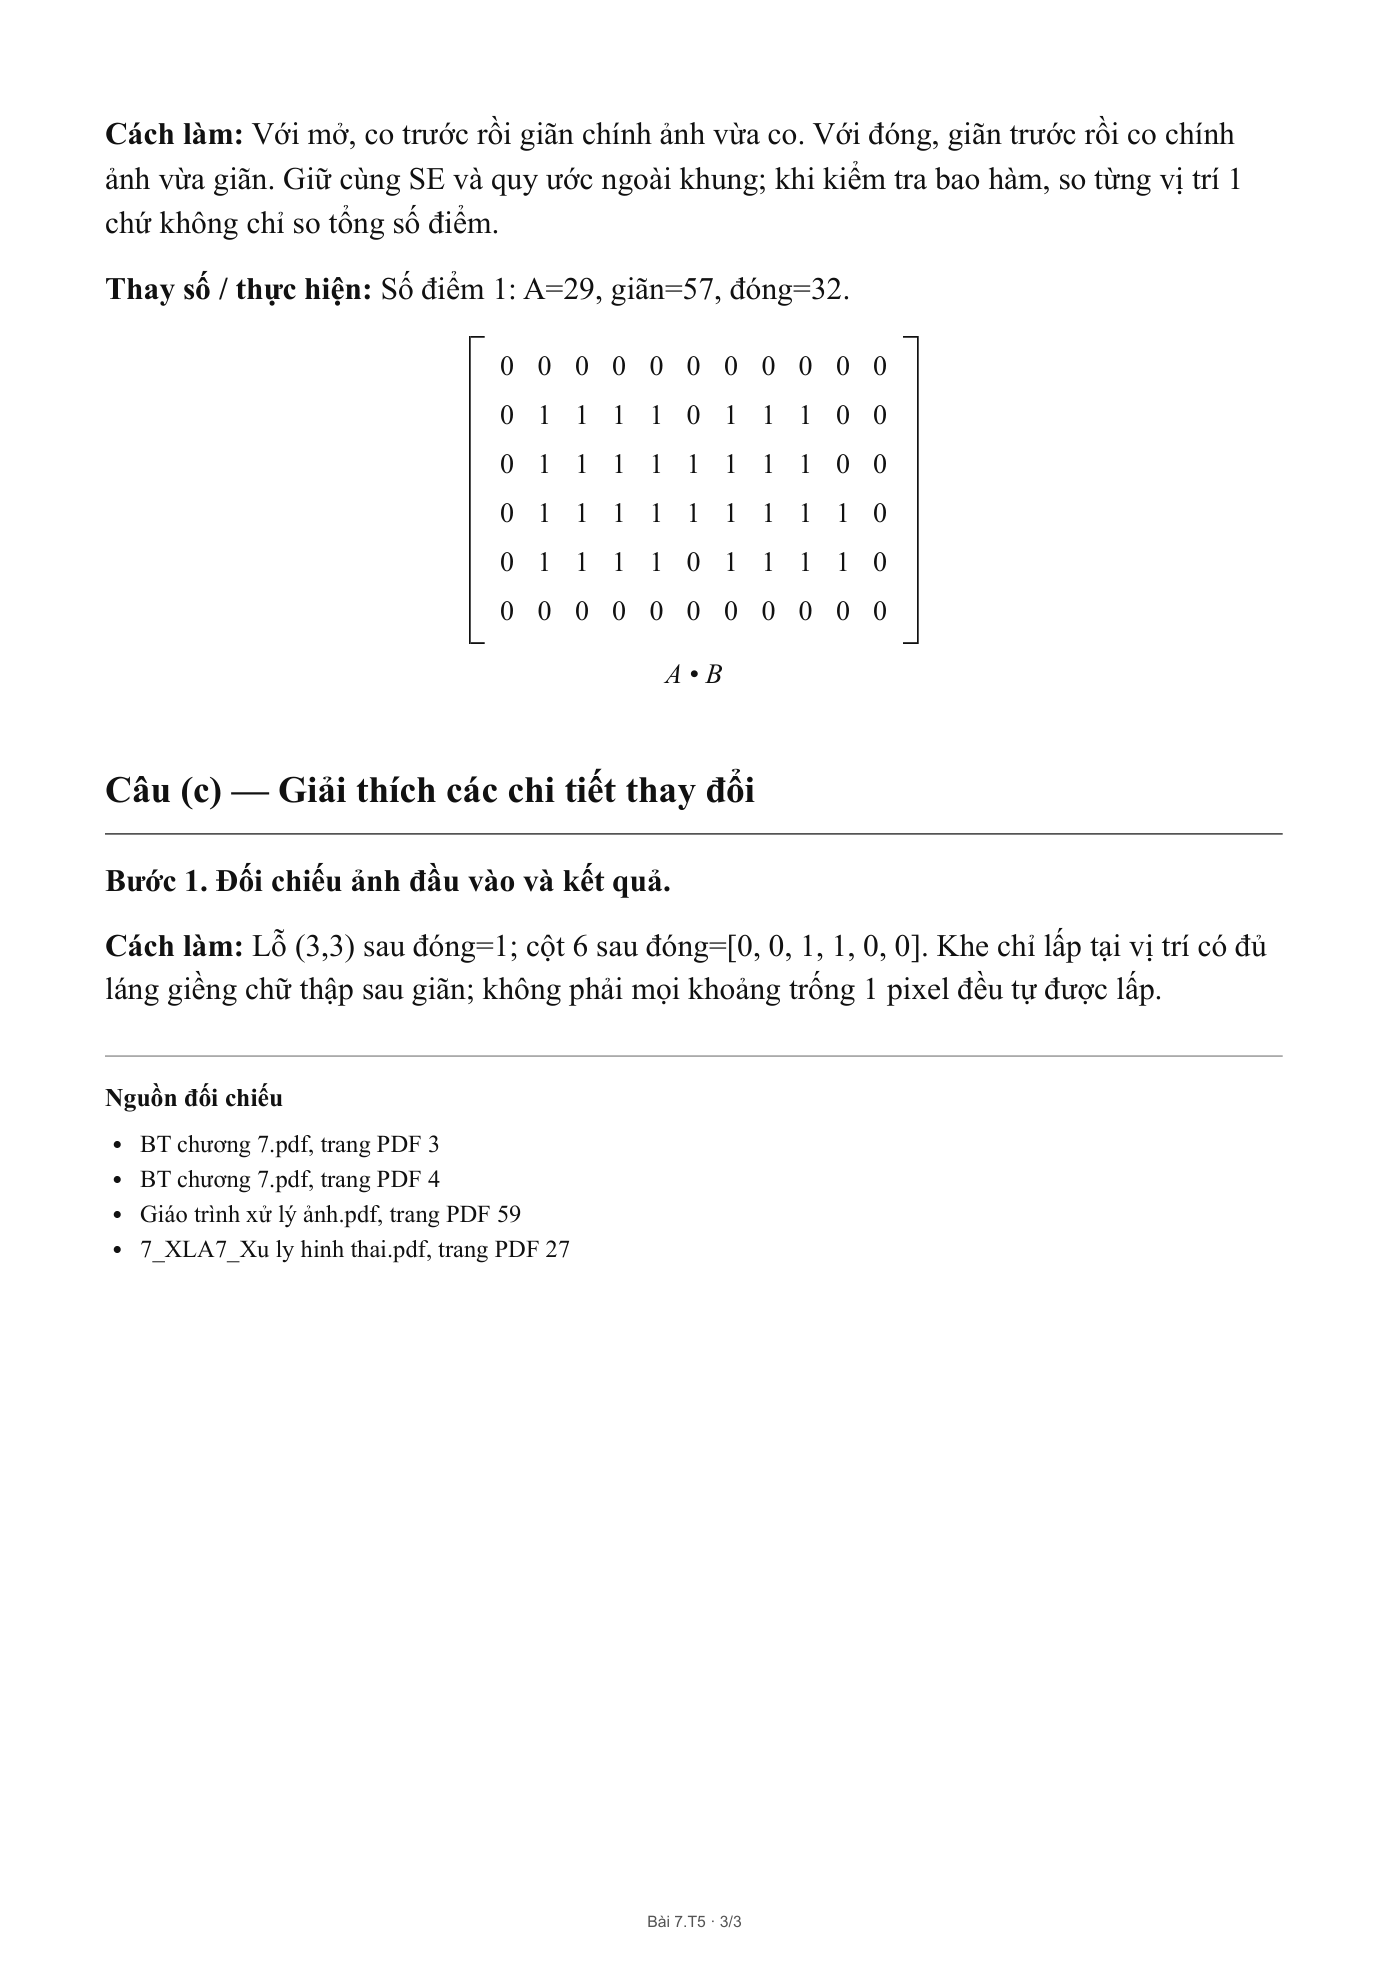 Cách làm: Với mở, co trước rồi giãn chính ảnh vừa co. Với đóng, giãn trước rồi co chính
ảnh vừa giãn. Giữ cùng SE và quy ước ngoài khung; khi kiểm tra bao hàm, so từng vị trí 1
chứ không chỉ so tổng số điểm.
Thay số / thực hiện: Số điểm 1: A=29, giãn=57, đóng=32.
0 0 0 0 0 0 0 0 0 0 0
0 1 1 1 1 0 1 1 1 0 0
0 1 1 1 1 1 1 1 1 0 0
0 1 1 1 1 1 1 1 1 1 0
0 1 1 1 1 0 1 1 1 1 0
0 0 0 0 0 0 0 0 0 0 0
A • B
Câu (c) — Giải thích các chi tiết thay đổi
Bước 1. Đối chiếu ảnh đầu vào và kết quả.
Cách làm: Lỗ (3,3) sau đóng=1; cột 6 sau đóng=[0, 0, 1, 1, 0, 0]. Khe chỉ lấp tại vị trí có đủ
láng giềng chữ thập sau giãn; không phải mọi khoảng trống 1 pixel đều tự được lấp.
Nguồn đối chiếu
• BT chương 7.pdf, trang PDF 3
• BT chương 7.pdf, trang PDF 4
• Giáo trình xử lý ảnh.pdf, trang PDF 59
• 7_XLA7_Xu ly hinh thai.pdf, trang PDF 27
Bài 7.T5 · 3/3